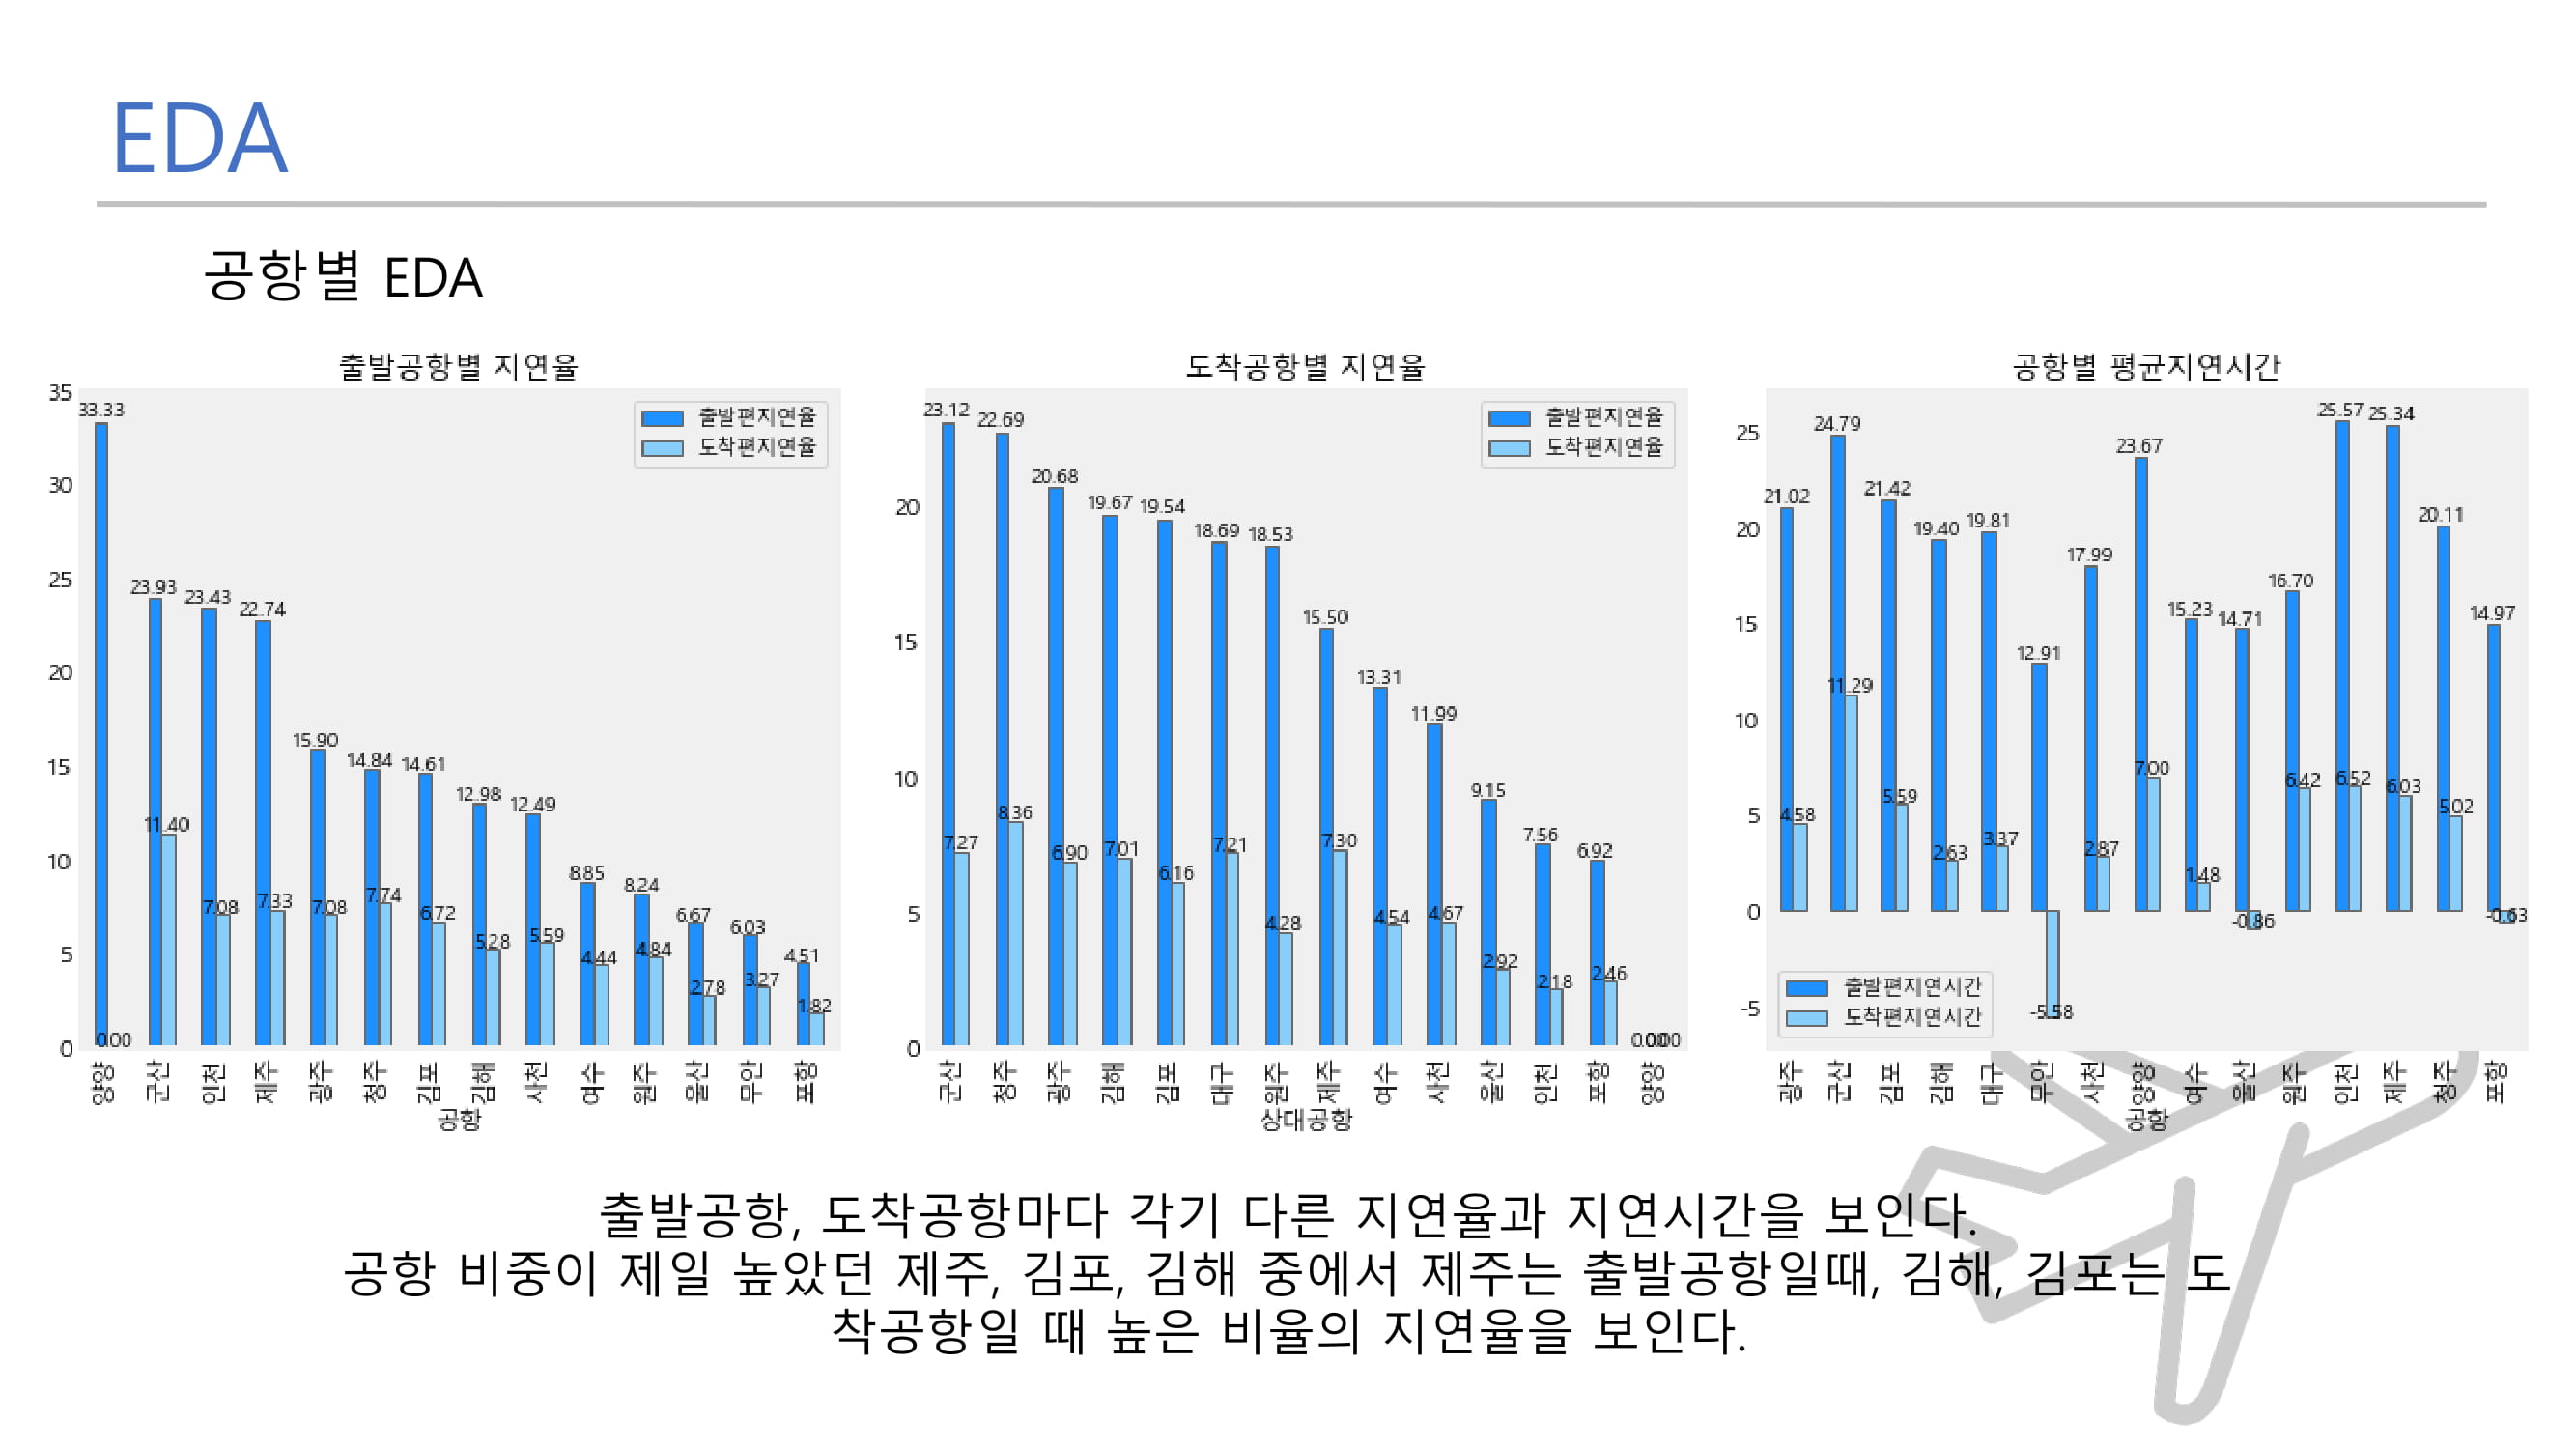 EDA
공항별 EDA
출발공항별 지연율
35
30
25
20
15
10
5
0
33.33
0.00
23.93
11.40
23.43
7.08
22.74
7.33
15.90
7.08
14.84
7.74
14.61
6.72
12.98
5.28
12.49
5.59
8.85
4.44
8.24
4.84
6.67
2.78
6.03
3.27
4.51
1.82
출발편지연율
도착편지연율
양양
군산
인천
제주
광주
청주
김포
김해
사천
여수
원주
울산
무안
포항
공항
도착공항별 지연율
20
15
10
5
0
23.12
7.27
22.69
8.36
20.68
6.90
19.67
7.01
19.54
6.16
18.69
7.21
18.53
4.28
15.50
7.30
13.31
4.54
11.99
4.67
9.15
2.92
7.56
2.18
6.92
2.46
0.00
0.00
출발편지연율
도착편지연율
군산
청주
광주
김해
김포
대구
원주
제주
여수
사천
울산
인천
포항
양양
상대공항
공항별 평균지연시간
25
20
15
10
5
0
-5
21.02
4.58
24.79
11.29
21.42
5.59
19.40
2.63
19.81
3.37
12.91
-5.58
17.99
2.87
23.67
7.00
15.23
1.48
14.71
-0.86
16.70
6.42
25.57
6.52
25.34
6.03
20.11
5.02
14.97
-0.63
출발편지연시간
도착편지연시간
광주
군산
김포
김해
대구
무안
사천
양양
여수
울산
원주
인천
제주
청주
포항
공항
출발공항, 도착공항마다 각기 다른 지연율과 지연시간을 보인다.
공항 비중이 제일 높았던 제주, 김포, 김해 중에서 제주는 출발공항일때, 김해, 김포는 도
착공항일 때 높은 비율의 지연율을 보인다.